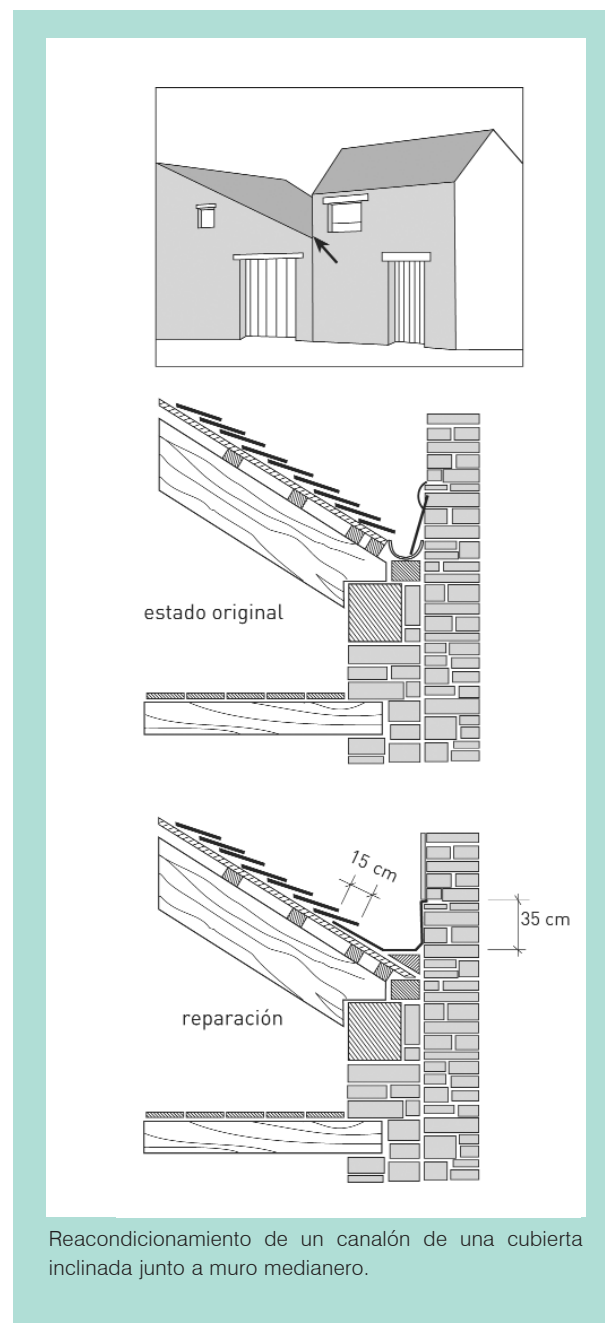 estado original
15 cm
35 cm
reparación
Reacondicionamiento de un canalón de una cubierta
inclinada junto a muro medianero.